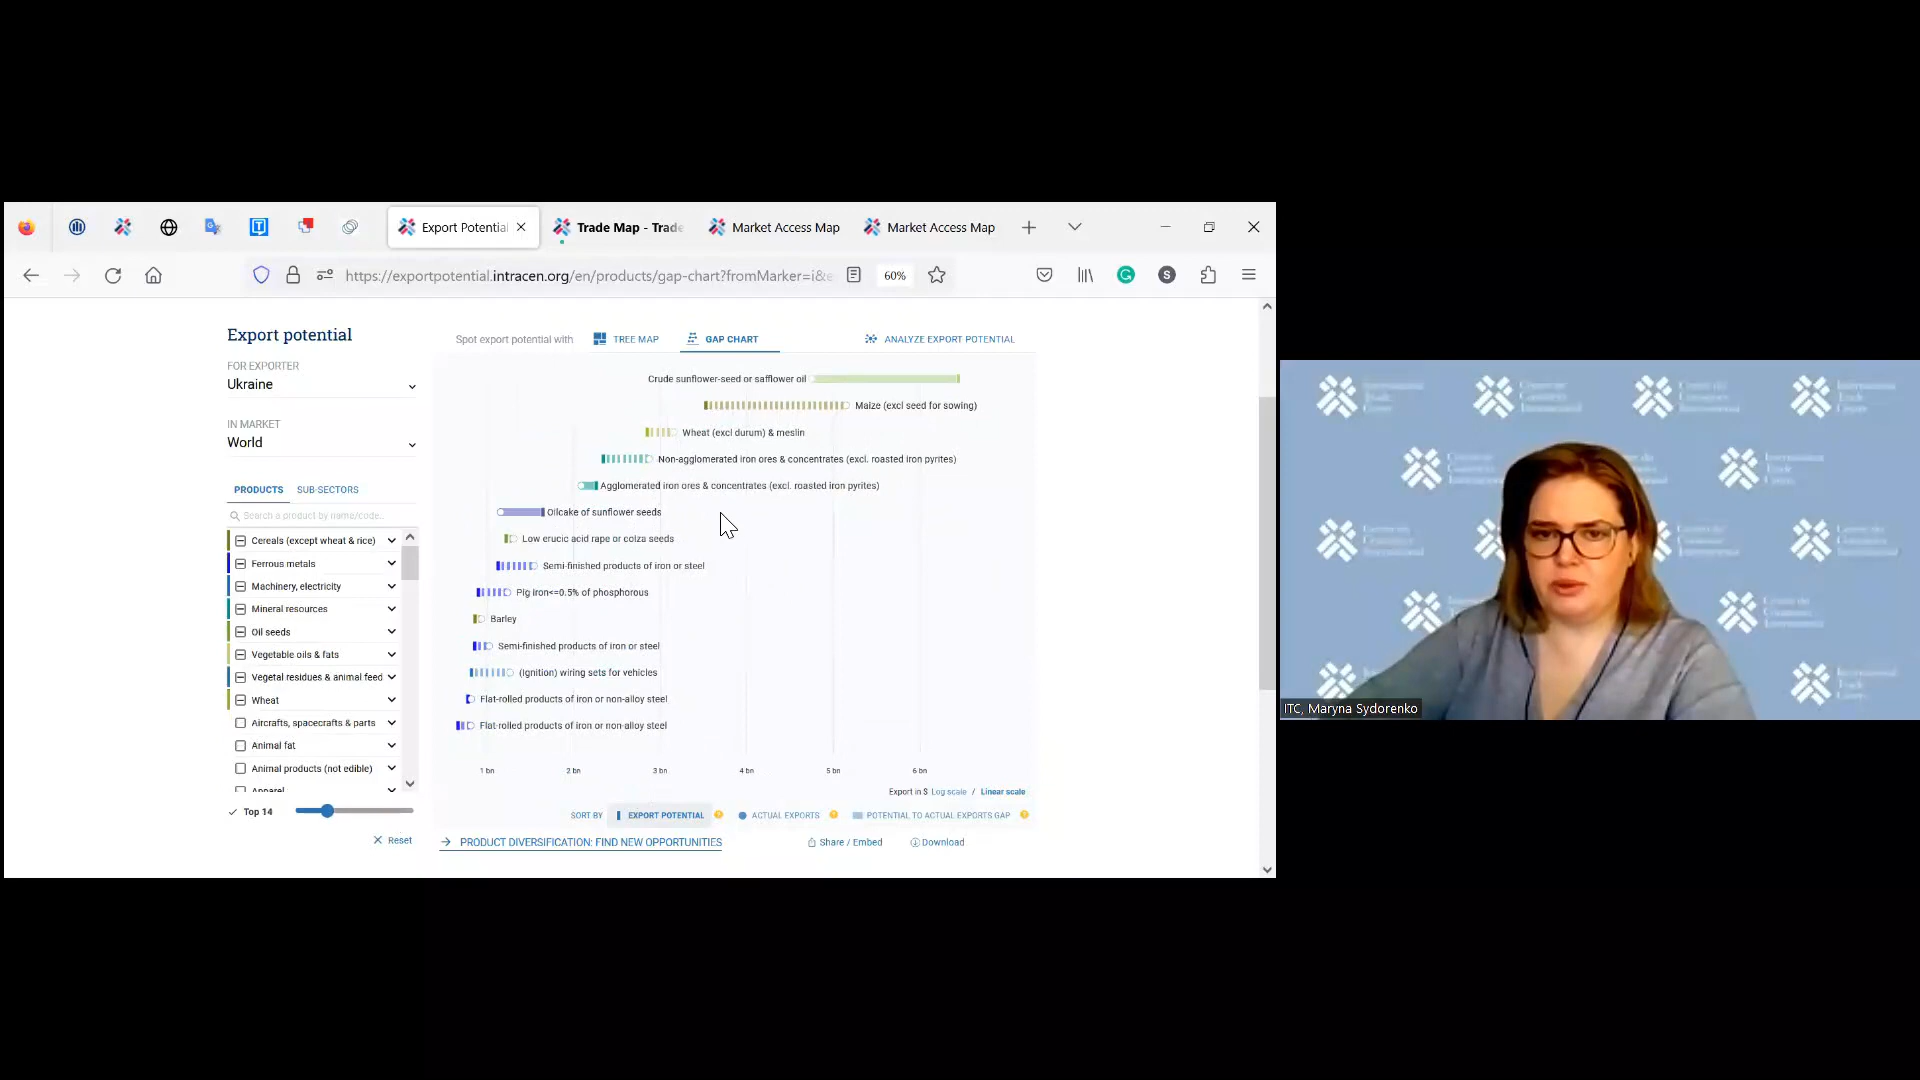 Export Potential
Trade Map - Trade
Market Access Map
Market Access Map
https://exportpotential.intracen.org/en/products/gap-chart?fromMarker=i&e
60%
Export potential
Spot export potential with
TREE MAP
GAP CHART
ANALYZE EXPORT POTENTIAL
FOR EXPORTER
Ukraine
IN MARKET
World
PRODUCTS
SUB-SECTORS
Search a product by name/code...
Cereals (except wheat & rice)
Ferrous metals
Machinery, electricity
Mineral resources
Oil seeds
Vegetable oils & fats
Vegetal residues & animal feed
Wheat
Aircrafts, spacecrafts & parts
Animal fat
Animal products (not edible)
Apparel
Top 14
Reset
Crude sunflower-seed or safflower oil
Maize (excl seed for sowing)
Wheat (excl durum) & meslin
Non-agglomerated iron ores & concentrates (excl. roasted iron pyrites)
Agglomerated iron ores & concentrates (excl. roasted iron pyrites)
Oilcake of sunflower seeds
Low erucic acid rape or colza seeds
Semi-finished products of iron or steel
Pig iron<=0.5% of phosphorous
Barley
Semi-finished products of iron or steel
(Ignition) wiring sets for vehicles
Flat-rolled products of iron or non-alloy steel
Flat-rolled products of iron or non-alloy steel
1 bn 2 bn 3 bn 4 bn 5 bn 6 bn
Export in $ Log scale / Linear scale
SORT BY EXPORT POTENTIAL ACTUAL EXPORTS POTENTIAL TO ACTUAL EXPORTS GAP
PRODUCT DIVERSIFICATION: FIND NEW OPPORTUNITIES
Share / Embed
Download
ITC, Maryna Sydorenko